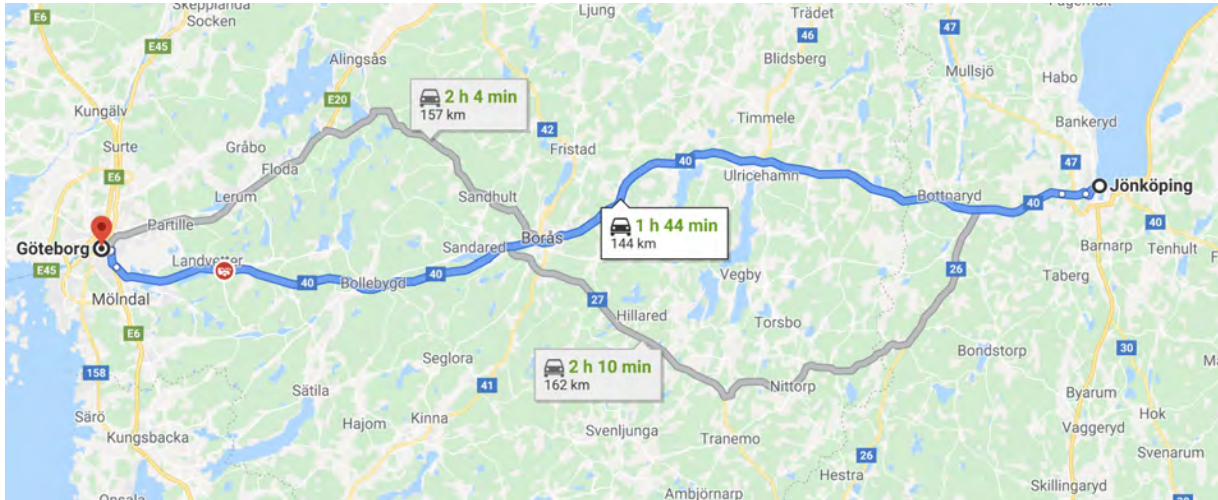 Skepplanda
Socken
Ljung
Trädet
E6
E45
46
Blidsberg
Mullsjö
Habo
Alingsås
47
Kungälv
E20
2 h 4 min
157 km
42
Timmele
Bankeryd
Surte
Gråbo
Fristad
47
E6
Floda
40
Ulricehamn
Lerum
Sandhult
Bottnaryd
Jönköping
Partille
40
40
1 h 44 min
144 km
Göteborg
Borås
Sandared
Landvetter
Barnarp
Tenhult
E45
40
Bollebygd
40
Vegby
26
Taberg
Mölndal
27
Hillared
Torsbo
E6
Seglora
2 h 10 min
162 km
Bondstorp
30
158
Sätila
41
Nittorp
Byarum
Särö
Hajom
Kinna
Hok
Svenljunga
Tranemo
Vaggeryd
Kungsbacka
26
Svenarum
Hestra
Skillingaryd
Ambjörnarp